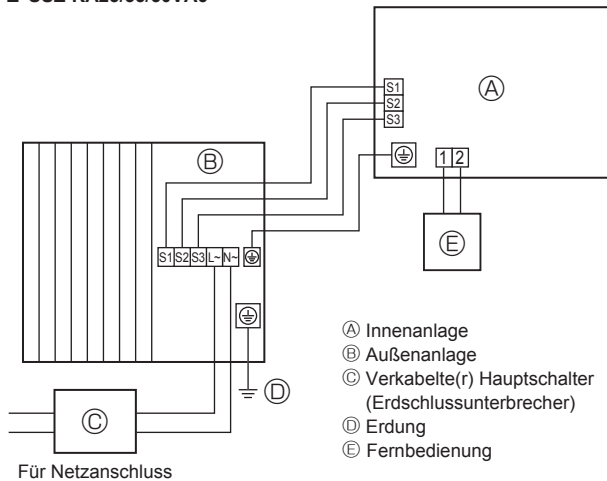 S1
S2
S3
Ⓐ
1 2
Ⓑ
Ⓔ
S1 S2 S3 L~ N~
Ⓓ
Ⓒ
Für Netzanschluss
Ⓐ Innenanlage
Ⓑ Außenanlage
Ⓒ Verkabelte(r) Hauptschalter
(Erdschlussunterbrecher)
Ⓓ Erdung
Ⓔ Fernbedienung